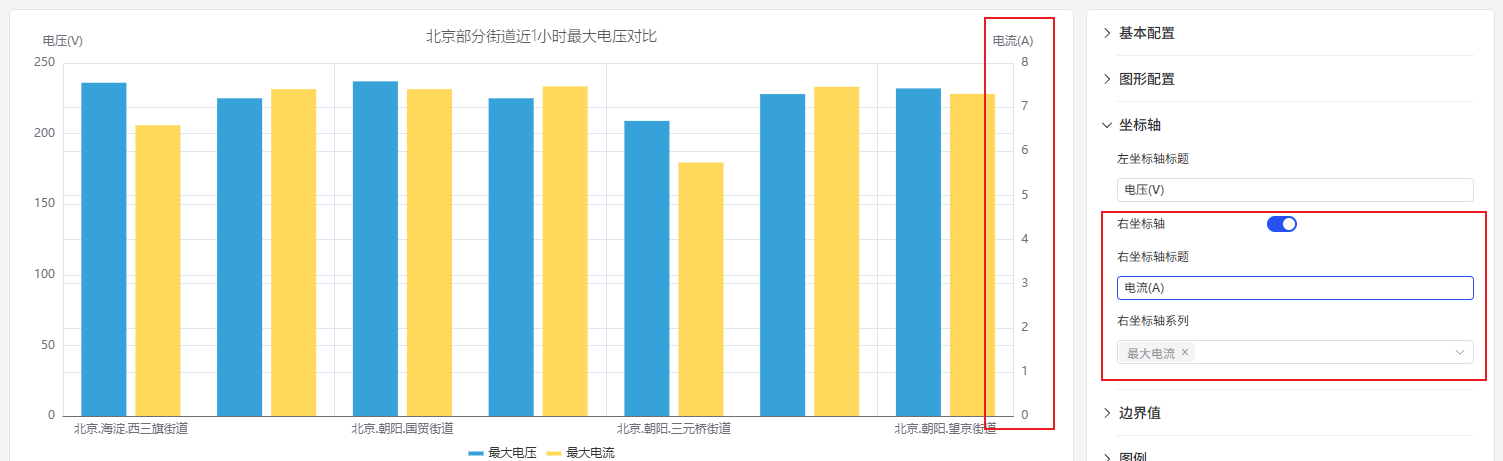 北京部分街道近1小时最大电压对比
电压(V)
电流(A)
250
200
150
100
50
0
8
7
6
5
4
3
2
1
0
北京.海淀.西三旗街道
北京.朝阳.国贸街道
北京.朝阳.三元桥街道
北京.朝阳.望京街道
最大电压
最大电流
基本配置
图形配置
坐标轴
左坐标轴标题
电压(V)
右坐标轴
右坐标轴标题
电流(A)
右坐标轴系列
最大电流 ×
边界值
图例